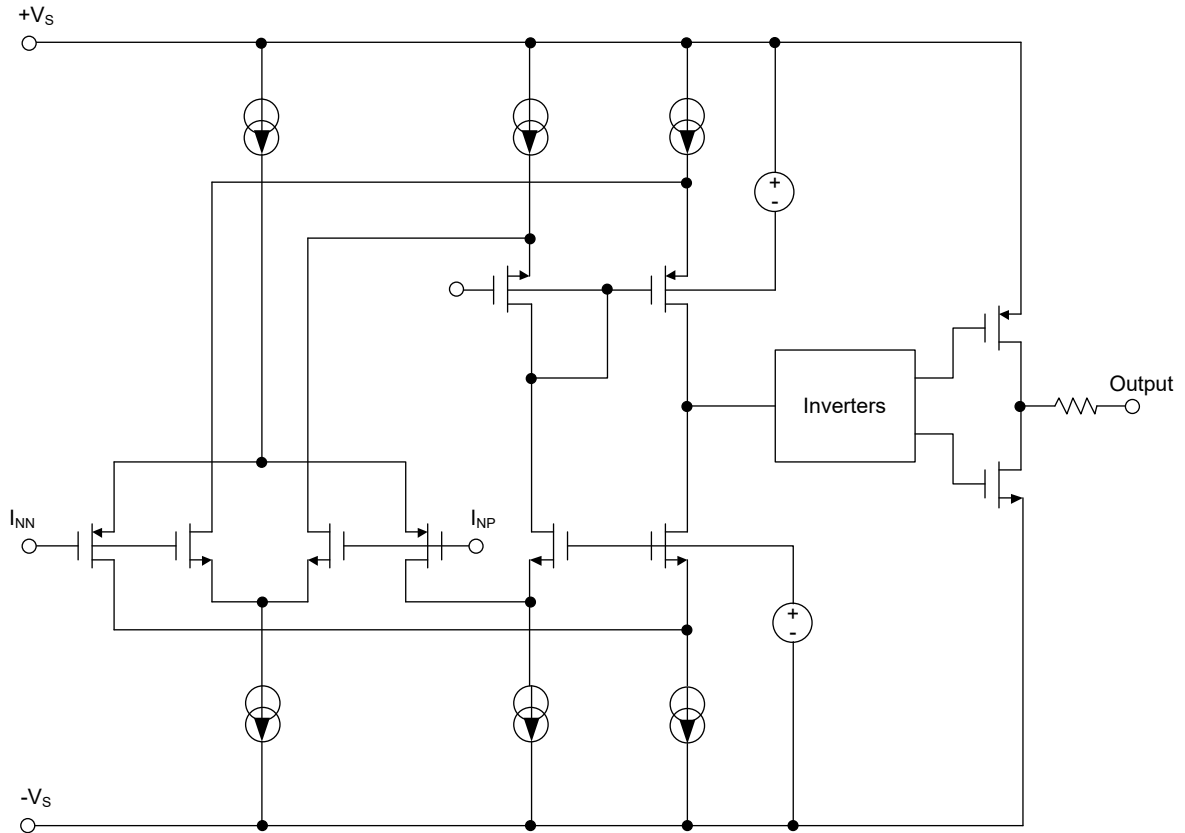 +VS
+
-
Output
Inverters
INN
INP
+
-
-VS